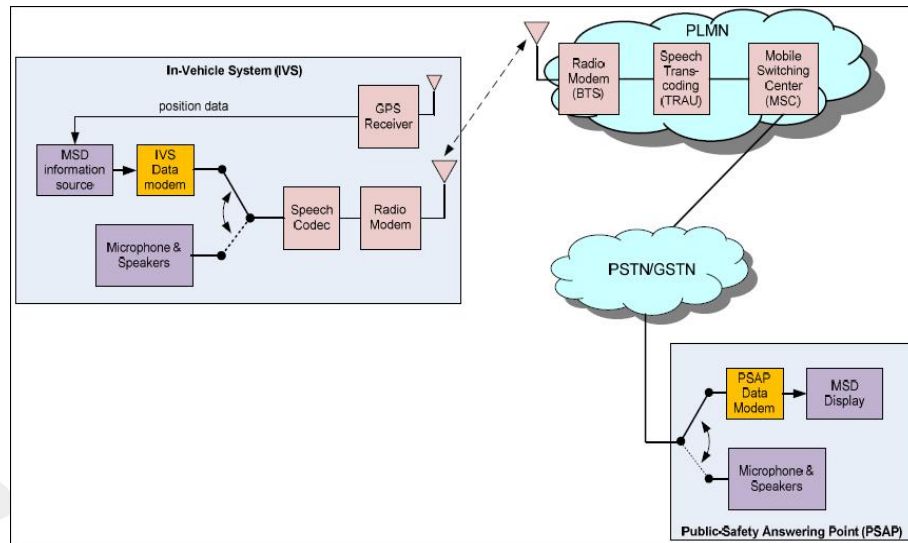 In-Vehicle System (IVS)
position data
GPS
Receiver
MSD
information
source
IVS
Data
modem
Speech
Codec
Radio
Modem
Microphone &
Speakers
PLMN
Radio
Modem
(BTS)
Speech
Trans-
coding
(TRAU)
Mobile
Switching
Center
(MSC)
PSTN/GSTN
PSAP
Data
Modem
MSD
Display
Microphone &
Speakers
Public-Safety Answering Point (PSAP)